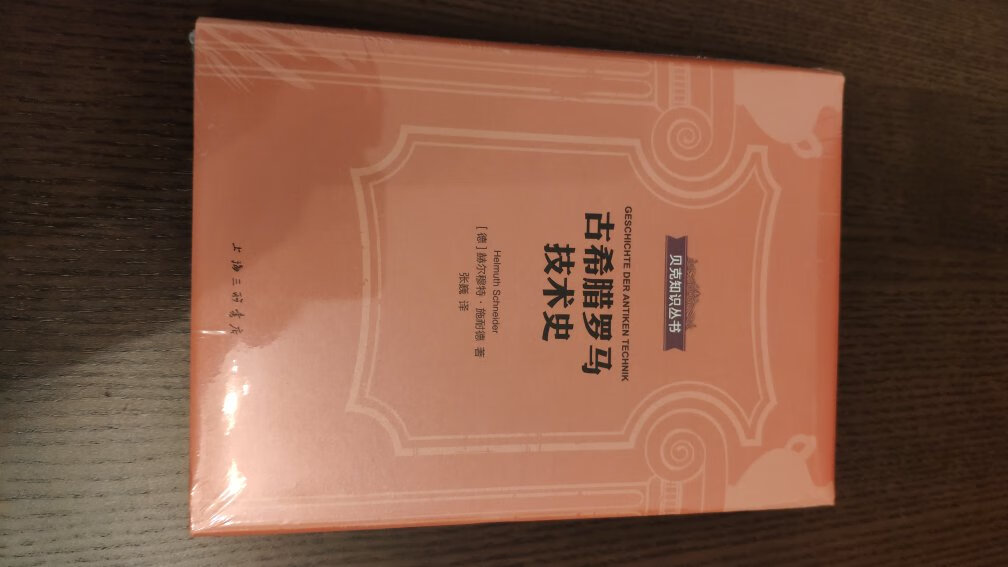 贝克知识丛书
GESCHICHTE DER ANTIKEN TECHNIK
古希腊罗马
技术史
Helmuth Schneider
[德]赫尔穆特·施耐德 著
张巍 译
上海三联书店